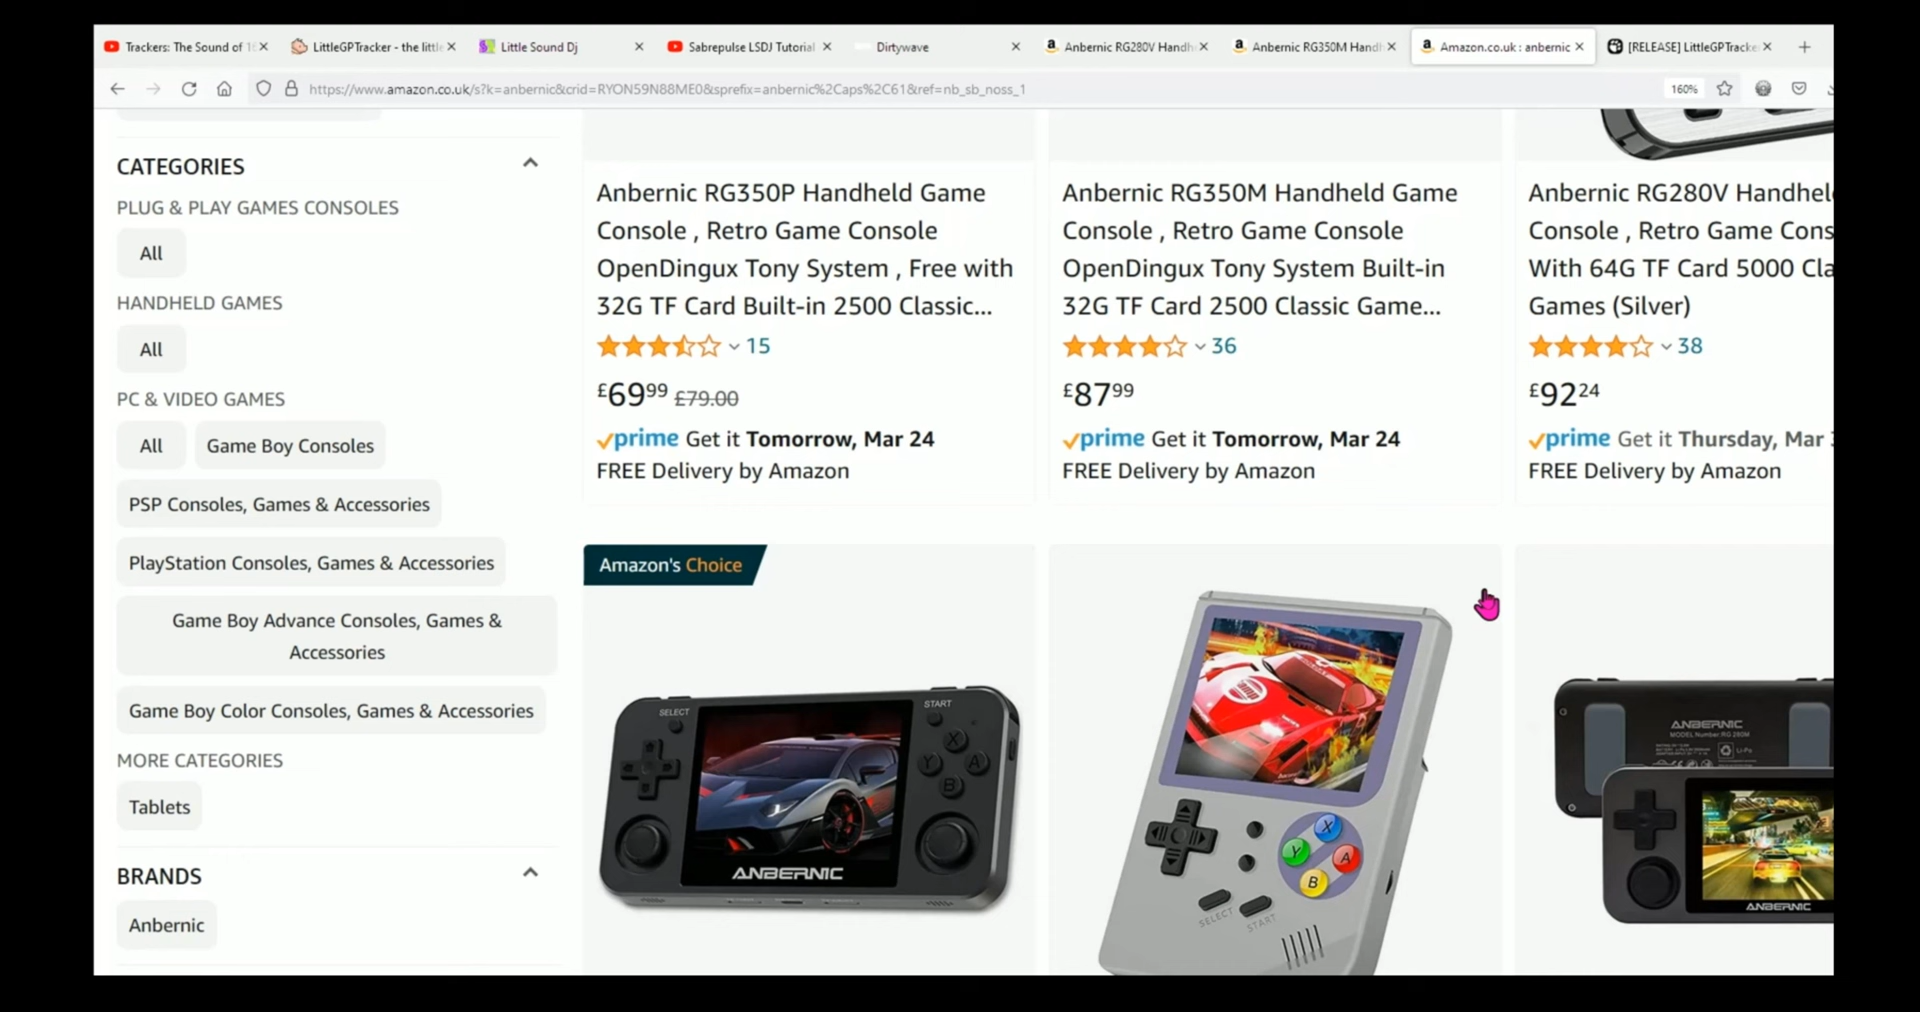 Trackers: The Sound of 16
LittleGPTracker - the little
Little Sound Dj
Sabrepulse LSDJ Tutorial
Dirtywave
Anbernic RG280V Handh
Anbernic RG350M Handh
Amazon.co.uk : anbernic
[RELEASE] LittleGPTracke
https://www.amazon.co.uk/s?k=anbernic&crid=RYON59N88ME0&sprefix=anbernic%2Caps%2C61&ref=nb_sb_noss_1
160%
CATEGORIES
PLUG & PLAY GAMES CONSOLES
All
HANDHELD GAMES
All
PC & VIDEO GAMES
All
Game Boy Consoles
PSP Consoles, Games & Accessories
PlayStation Consoles, Games & Accessories
Game Boy Advance Consoles, Games &
Accessories
Game Boy Color Consoles, Games & Accessories
MORE CATEGORIES
Tablets
BRANDS
Anbernic
Anbernic RG350P Handheld Game
Console , Retro Game Console
OpenDingux Tony System , Free with
32G TF Card Built-in 2500 Classic...
15
£69.99 £79.00
prime Get it Tomorrow, Mar 24
FREE Delivery by Amazon
Anbernic RG350M Handheld Game
Console , Retro Game Console
OpenDingux Tony System Built-in
32G TF Card 2500 Classic Game...
36
£87.99
prime Get it Tomorrow, Mar 24
FREE Delivery by Amazon
Anbernic RG280V Handhel
Console , Retro Game Cons
With 64G TF Card 5000 Cla
Games (Silver)
38
£92.24
prime Get it Thursday, Mar
FREE Delivery by Amazon
Amazon's Choice
SELECT
START
X
Y
A
B
ANBERNIC
X
Y
A
B
SELECT
START
ANBERNIC
MODEL Number:RG 280M
Li-Po
ANBERNIC